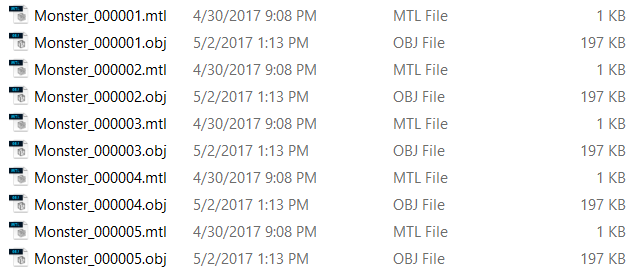 Monster_000001.mtl 4/30/2017 9:08 PM MTL File 1 KB
Monster_000001.obj 5/2/2017 1:13 PM OBJ File 197 KB
Monster_000002.mtl 4/30/2017 9:08 PM MTL File 1 KB
Monster_000002.obj 5/2/2017 1:13 PM OBJ File 197 KB
Monster_000003.mtl 4/30/2017 9:08 PM MTL File 1 KB
Monster_000003.obj 5/2/2017 1:13 PM OBJ File 197 KB
Monster_000004.mtl 4/30/2017 9:08 PM MTL File 1 KB
Monster_000004.obj 5/2/2017 1:13 PM OBJ File 197 KB
Monster_000005.mtl 4/30/2017 9:08 PM MTL File 1 KB
Monster_000005.obj 5/2/2017 1:13 PM OBJ File 197 KB